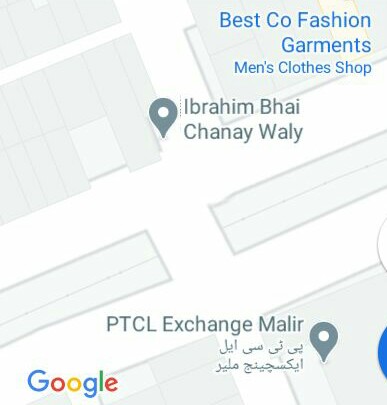 Best Co Fashion
Garments
Men's Clothes Shop
Ibrahim Bhai
Chanay Waly
PTCL Exchange Malir
پی ٹی سی ایل
ایکسچینج ملیر
Google